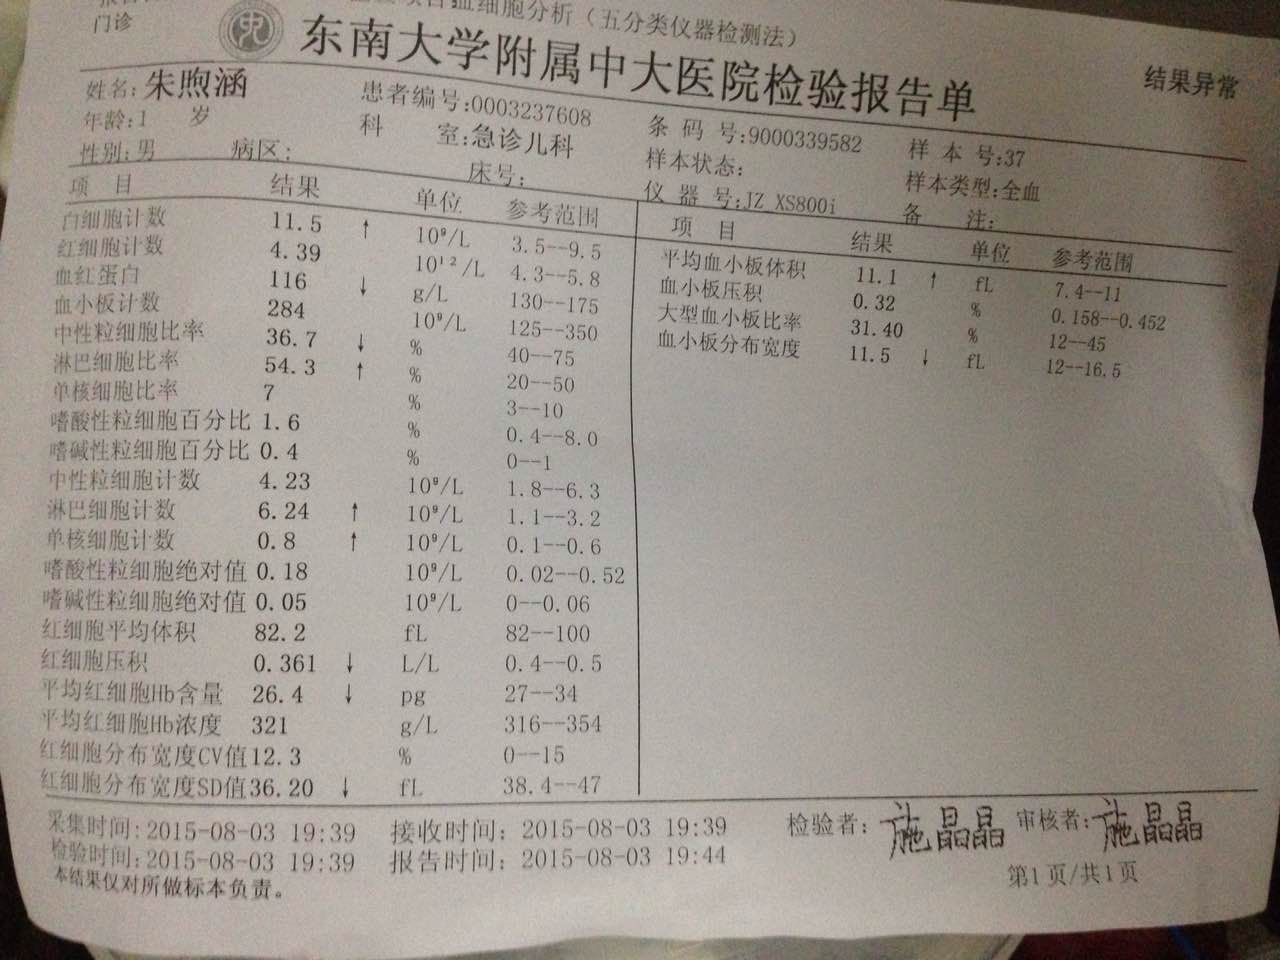 门诊
细胞分析（五分类仪器检测法）
东南大学附属中大医院检验报告单
结果异常
姓名:朱煦涵 患者编号:0003237608 条 码 号:9000339582 样 本 号:37
年龄:1 岁 科 室:急诊儿科 样本状态: 样本类型:全血
性别:男 病区: 床号: 仪 器 号:JZ_XS800i 备 注:
项 目 结果 单位 参考范围
白细胞计数 11.5 ↑ 10⁹/L 3.5--9.5
红细胞计数 4.39 10¹²/L 4.3--5.8
血红蛋白 116 ↓ g/L 130--175
血小板计数 284 10⁹/L 125--350
中性粒细胞比率 36.7 ↓ % 40--75
淋巴细胞比率 54.3 ↑ % 20--50
单核细胞比率 7 % 3--10
嗜酸性粒细胞百分比 1.6 % 0.4--8.0
嗜碱性粒细胞百分比 0.4 % 0--1
中性粒细胞计数 4.23 10⁹/L 1.8--6.3
淋巴细胞计数 6.24 ↑ 10⁹/L 1.1--3.2
单核细胞计数 0.8 ↑ 10⁹/L 0.1--0.6
嗜酸性粒细胞绝对值 0.18 10⁹/L 0.02--0.52
嗜碱性粒细胞绝对值 0.05 10⁹/L 0--0.06
红细胞平均体积 82.2 fL 82--100
红细胞压积 0.361 ↓ L/L 0.4--0.5
平均红细胞Hb含量 26.4 ↓ pg 27--34
平均红细胞Hb浓度 321 g/L 316--354
红细胞分布宽度CV值 12.3 % 0--15
红细胞分布宽度SD值 36.20 ↓ fL 38.4--47
项 目 结果 单位 参考范围
平均血小板体积 11.1 ↑ fL 7.4--11
血小板压积 0.32 % 0.158--0.452
大型血小板比率 31.40 % 12--45
血小板分布宽度 11.5 ↓ fL 12--16.5
采集时间:2015-08-03 19:39 接收时间: 2015-08-03 19:39 检验者: 施晶晶 审核者: 施晶晶
检验时间:2015-08-03 19:39 报告时间: 2015-08-03 19:44
本结果仅对所做标本负责。
第1页/共1页